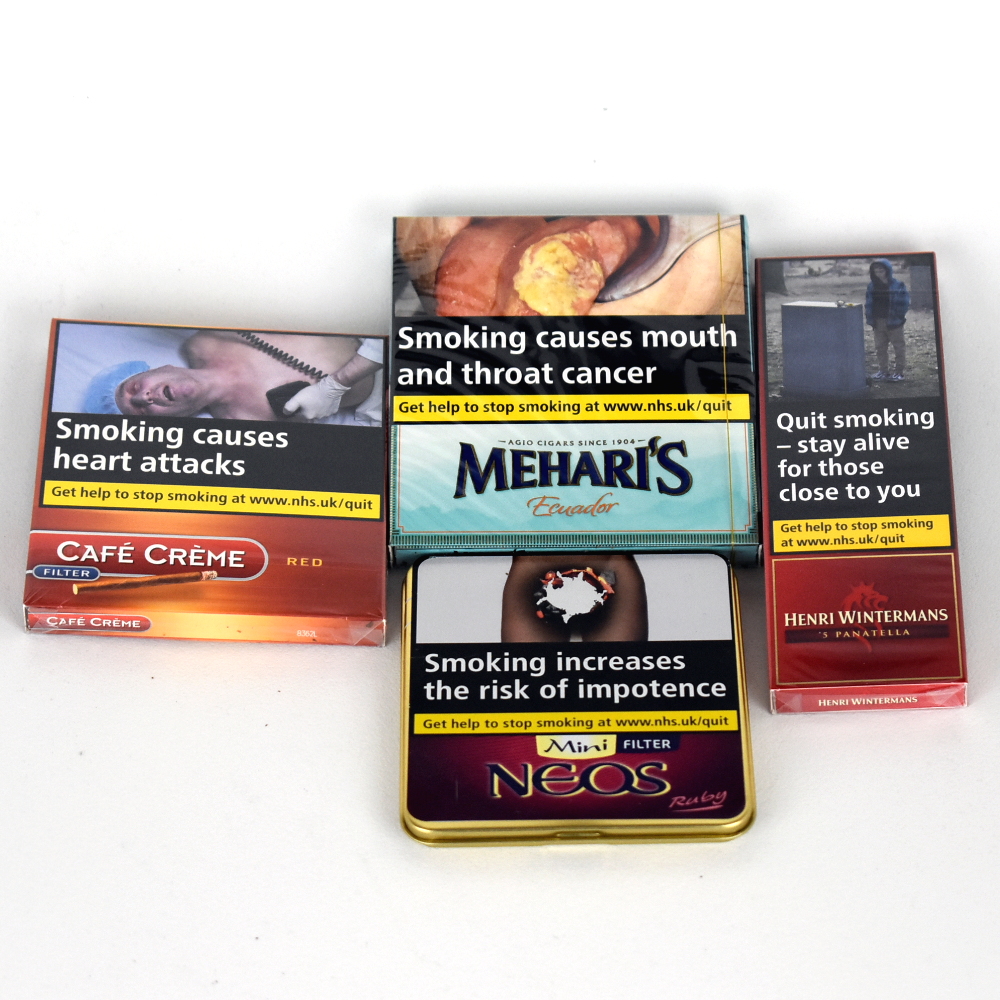 Smoking causes
heart attacks
Get help to stop smoking at www.nhs.uk/quit
CAFÉ CRÈME
RED
FILTER
CAFÉ CRÈME
8362L
Smoking causes mouth
and throat cancer
Get help to stop smoking at www.nhs.uk/quit
AGIO CIGARS SINCE 1904
MEHARI'S
Ecuador
Smoking increases
the risk of impotence
Get help to stop smoking at www.nhs.uk/quit
Mini FILTER
NEOS
Ruby
Quit smoking
– stay alive
for those
close to you
Get help to stop smoking
at www.nhs.uk/quit
HENRI WINTERMANS
'S PANATELLA
HENRI WINTERMANS